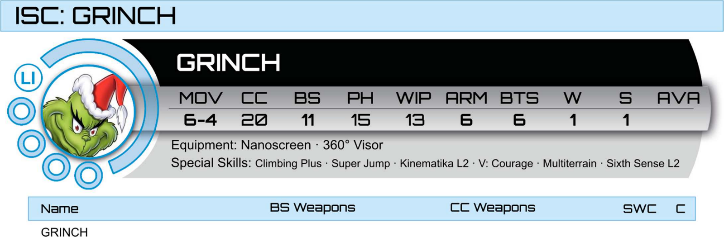 ISC: GRINCH
GRINCH
LI
MOV CC BS PH WIP ARM BTS W S AVA
6-4 20 11 15 13 6 6 1 1
Equipment: Nanoscreen · 360° Visor
Special Skills: Climbing Plus · Super Jump · Kinematika L2 · V: Courage · Multiterrain · Sixth Sense L2
Name BS Weapons CC Weapons SWC C
GRINCH